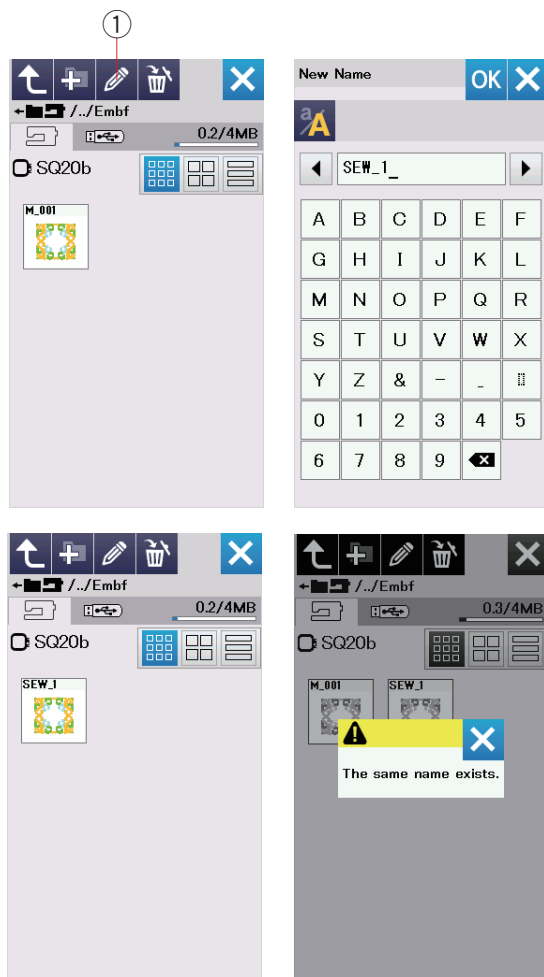 ①
/../Embf
0.2/4MB
SQ20b
M_001
New Name
OK
a/A
SEW_1_
A B C D E F
G H I J K L
M N O P Q R
S T U V W X
Y Z & - _
0 1 2 3 4 5
6 7 8 9
/../Embf
0.2/4MB
SQ20b
SEW_1
/../Embf
0.3/4MB
SQ20b
M_001 SEW_1
The same name exists.